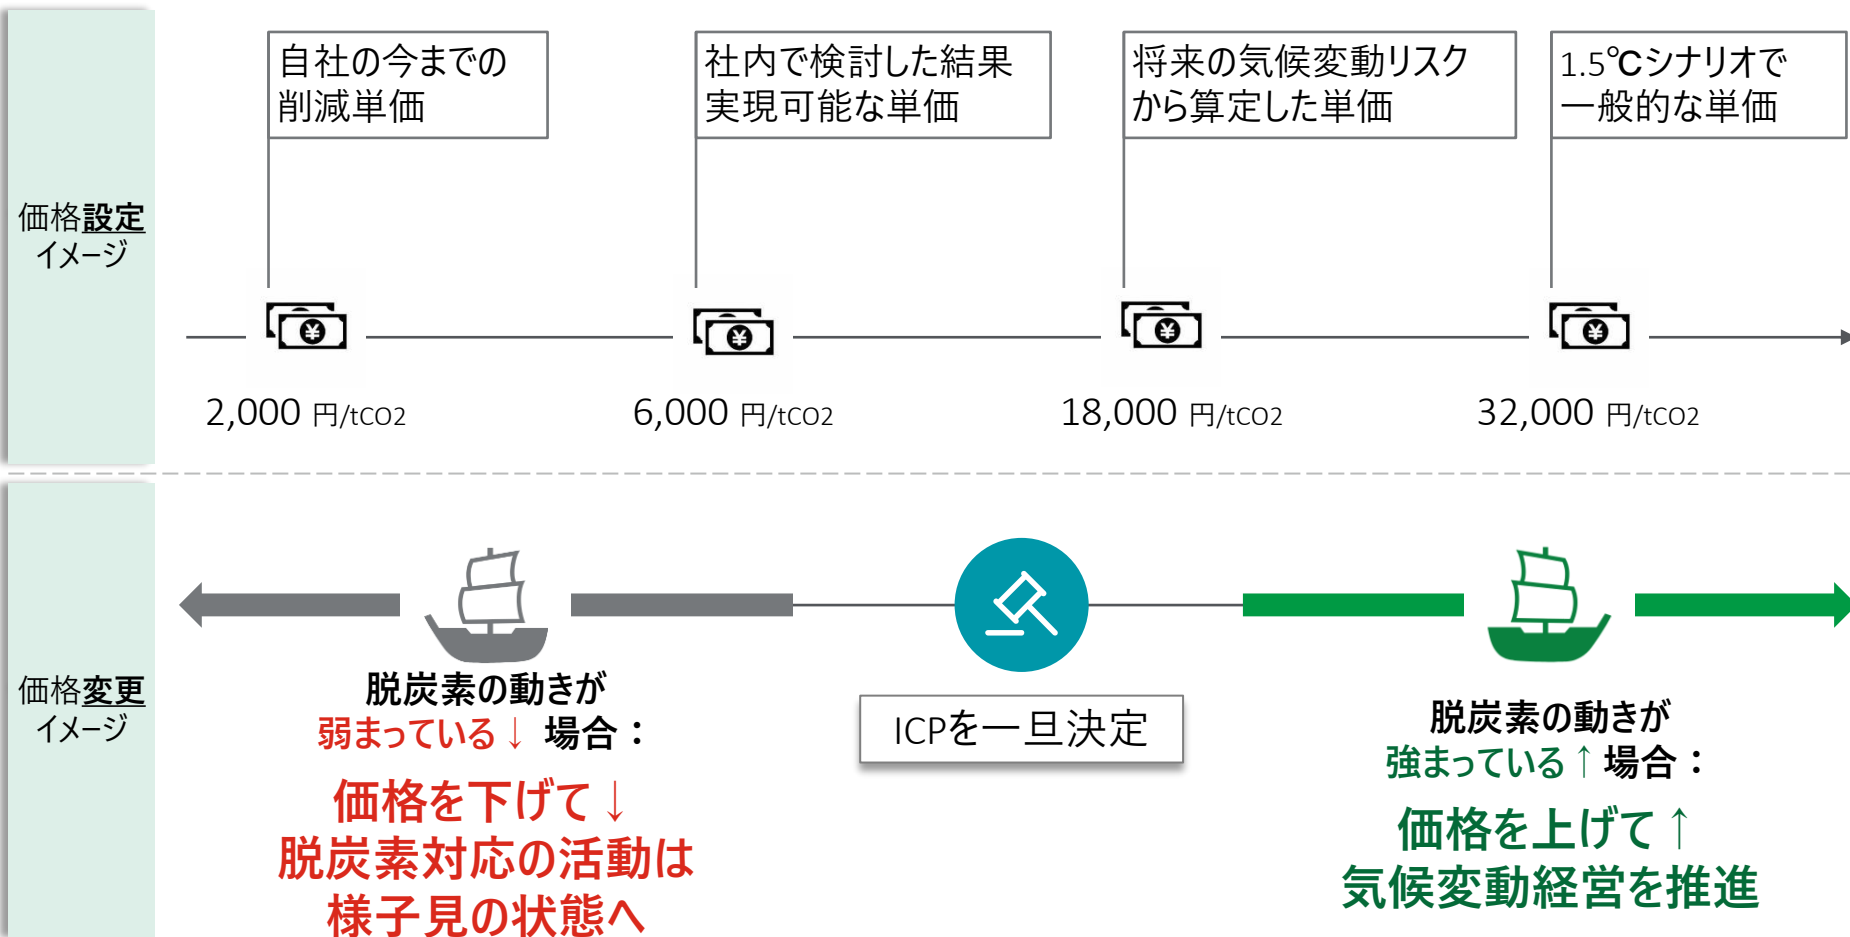 価格設定
イメージ
自社の今までの
削減単価
社内で検討した結果
実現可能な単価
将来の気候変動リスク
から算定した単価
1.5℃シナリオで
一般的な単価
2,000 円/tCO2
6,000 円/tCO2
18,000 円/tCO2
32,000 円/tCO2
価格変更
イメージ
脱炭素の動きが
弱まっている↓ 場合：
価格を下げて↓
脱炭素対応の活動は
様子見の状態へ
ICPを一旦決定
脱炭素の動きが
強まっている↑場合：
価格を上げて↑
気候変動経営を推進